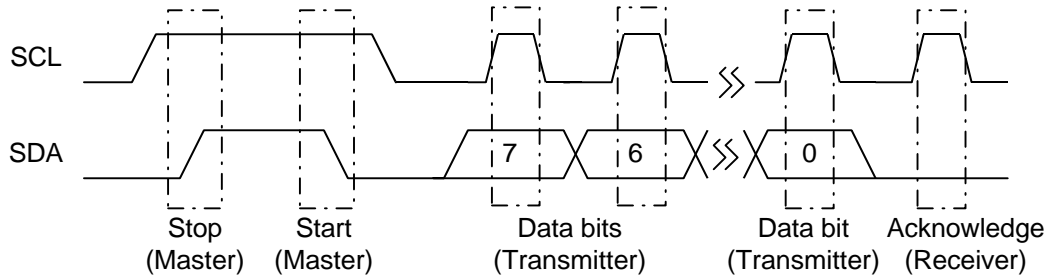 SCL
SDA
7
6
0
Stop
(Master)
Start
(Master)
Data bits
(Transmitter)
Data bit
(Transmitter)
Acknowledge
(Receiver)